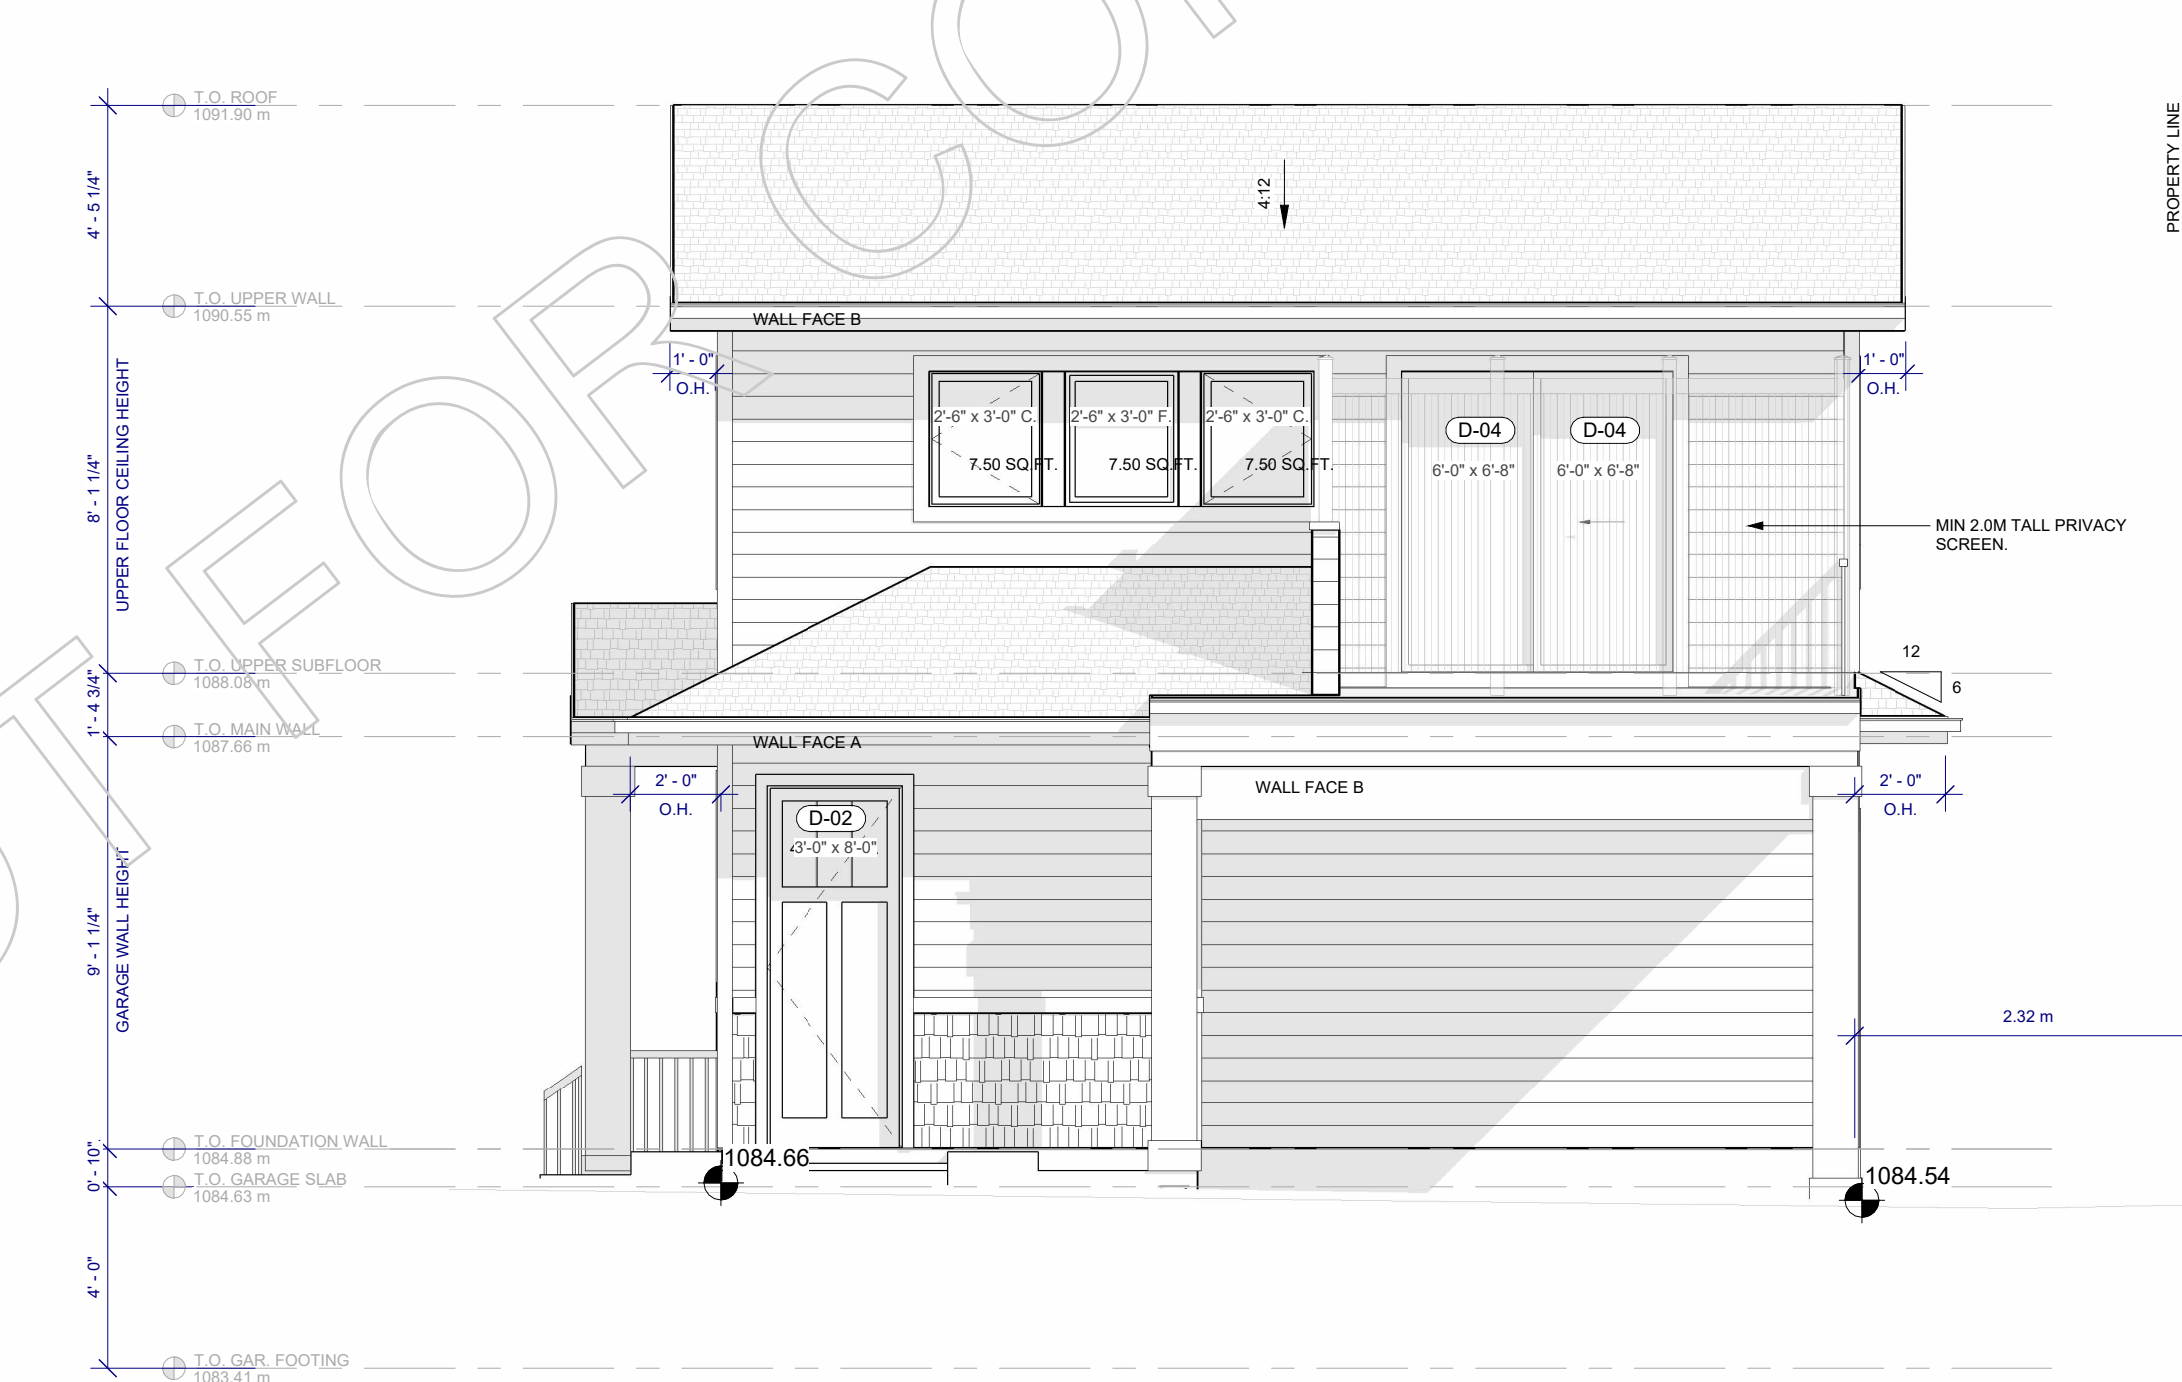 T.O. ROOF
1091.90 m
PROPERTY LINE
4' - 5 1/4"
4:12
T.O. UPPER WALL
1090.55 m
WALL FACE B
1' - 0"
O.H.
1' - 0"
O.H.
UPPER FLOOR CEILING HEIGHT
8' - 1 1/4"
2'-6" x 3'-0" C.
2'-6" x 3'-0" F.
2'-6" x 3'-0" C.
7.50 SQ.FT.
7.50 SQ.FT.
7.50 SQ.FT.
D-04
D-04
6'-0" x 6'-8"
6'-0" x 6'-8"
MIN 2.0M TALL PRIVACY
SCREEN.
12
6
T.O. UPPER SUBFLOOR
1088.08 m
1' - 4 3/4"
T.O. MAIN WALL
1087.66 m
WALL FACE A
2' - 0"
O.H.
WALL FACE B
2' - 0"
O.H.
D-02
3'-0" x 8'-0"
GARAGE WALL HEIGHT
9' - 1 1/4"
2.32 m
T.O. FOUNDATION WALL
1084.88 m
0' - 10"
T.O. GARAGE SLAB
1084.63 m
1084.66
1084.54
4' - 0"
T.O. GAR. FOOTING
1083.41 m
FOR